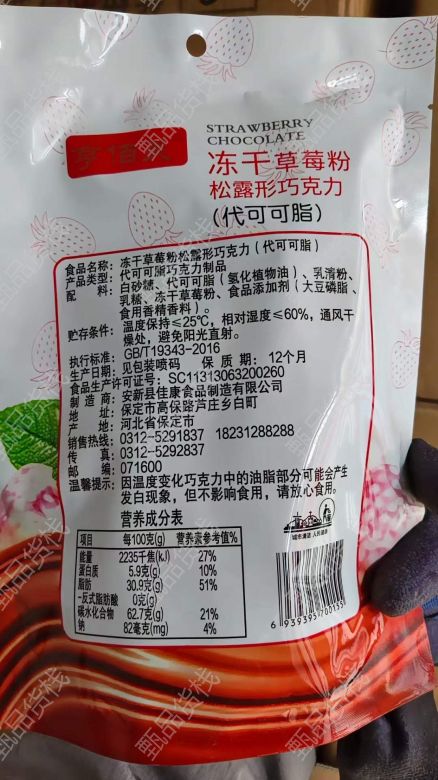 STRAWBERRY
CHOCOLATE
冻干草莓粉
松露形巧克力
(代可可脂)
食品名称: 冻干草莓粉松露形巧克力(代可可脂)
产品类型: 代可可脂巧克力制品
配 料: 白砂糖、代可可脂(氢化植物油)、乳清粉、
乳糖、冻干草莓粉、食品添加剂(大豆磷脂、
食用香精香料)。
贮存条件: 温度保持≤25℃, 相对湿度≤60%, 通风干
燥处, 避免阳光直射。
执行标准: GB/T19343-2016
生产日期: 见包装喷码 保 质 期: 12个月
食品生产许可证号: SC11313063200260
制 造 商: 安新县佳康食品制造有限公司
地 址: 保定市高保路芦庄乡白町
产 地: 河北省保定市
销售热线: 0312-5291837 18231288288
传 真: 0312-5292837
邮 编: 071600
温馨提示: 因温度变化巧克力中的油脂部分可能会产生
发白现象, 但不影响食用, 请放心食用。
营养成分表
项目 每100克(g) 营养素参考值%
能量 2235千焦(kJ) 27%
蛋白质 5.9克(g) 10%
脂肪 30.9克(g) 51%
-反式脂肪酸 0克(g)
碳水化合物 62.7克(g) 21%
钠 82毫克(mg) 4%
6 939395 700155
甄品货栈